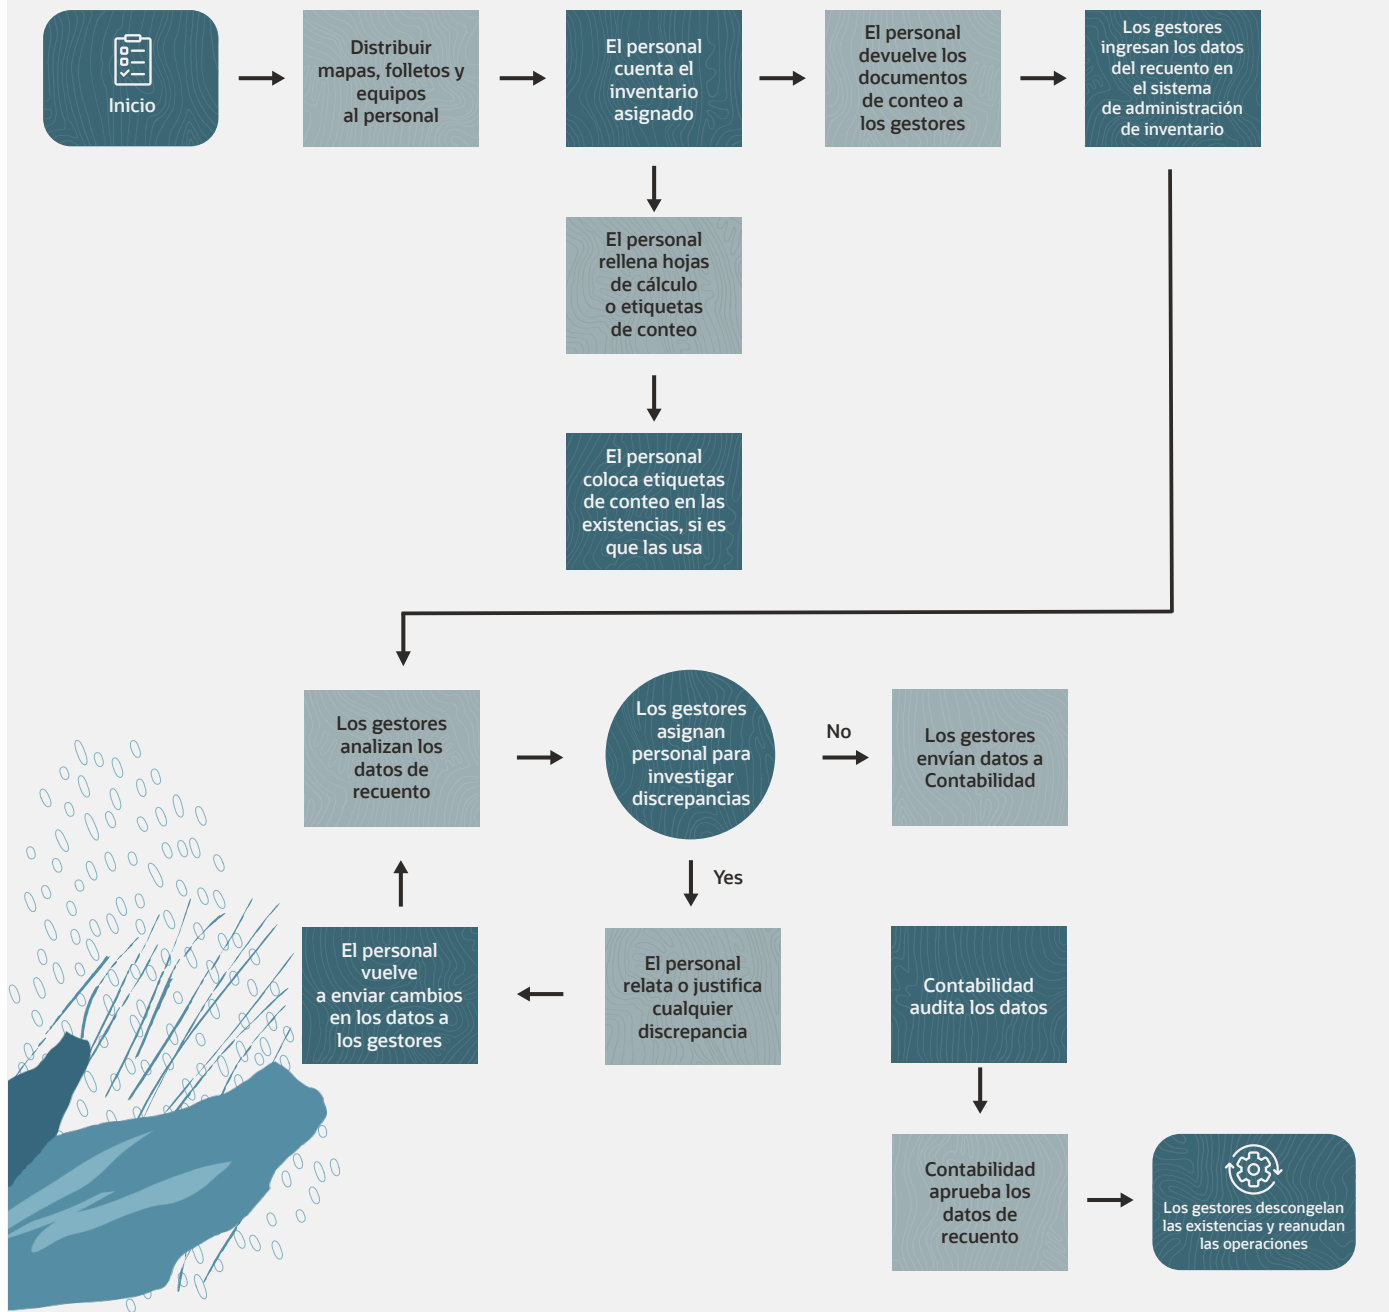 Inicio
Distribuir
mapas, folletos y
equipos
al personal
El personal
cuenta el
inventario
asignado
El personal
devuelve los
documentos
de conteo a
los gestores
Los gestores
ingresan los datos
del recuento en
el sistema
de administración
de inventario
El personal
rellena hojas
de cálculo
o etiquetas
de conteo
El personal
coloca etiquetas
de conteo en las
existencias, si es
que las usa
Los gestores
analizan los
datos de
recuento
Los gestores
asignan
personal para
investigar
discrepancias
No
Los gestores
envían datos a
Contabilidad
Yes
El personal
vuelve
a enviar cambios
en los datos a
los gestores
El personal
relata o justifica
cualquier
discrepancia
Contabilidad
audita los datos
Contabilidad
aprueba los
datos de
recuento
Los gestores descongelan
las existencias y reanudan
las operaciones